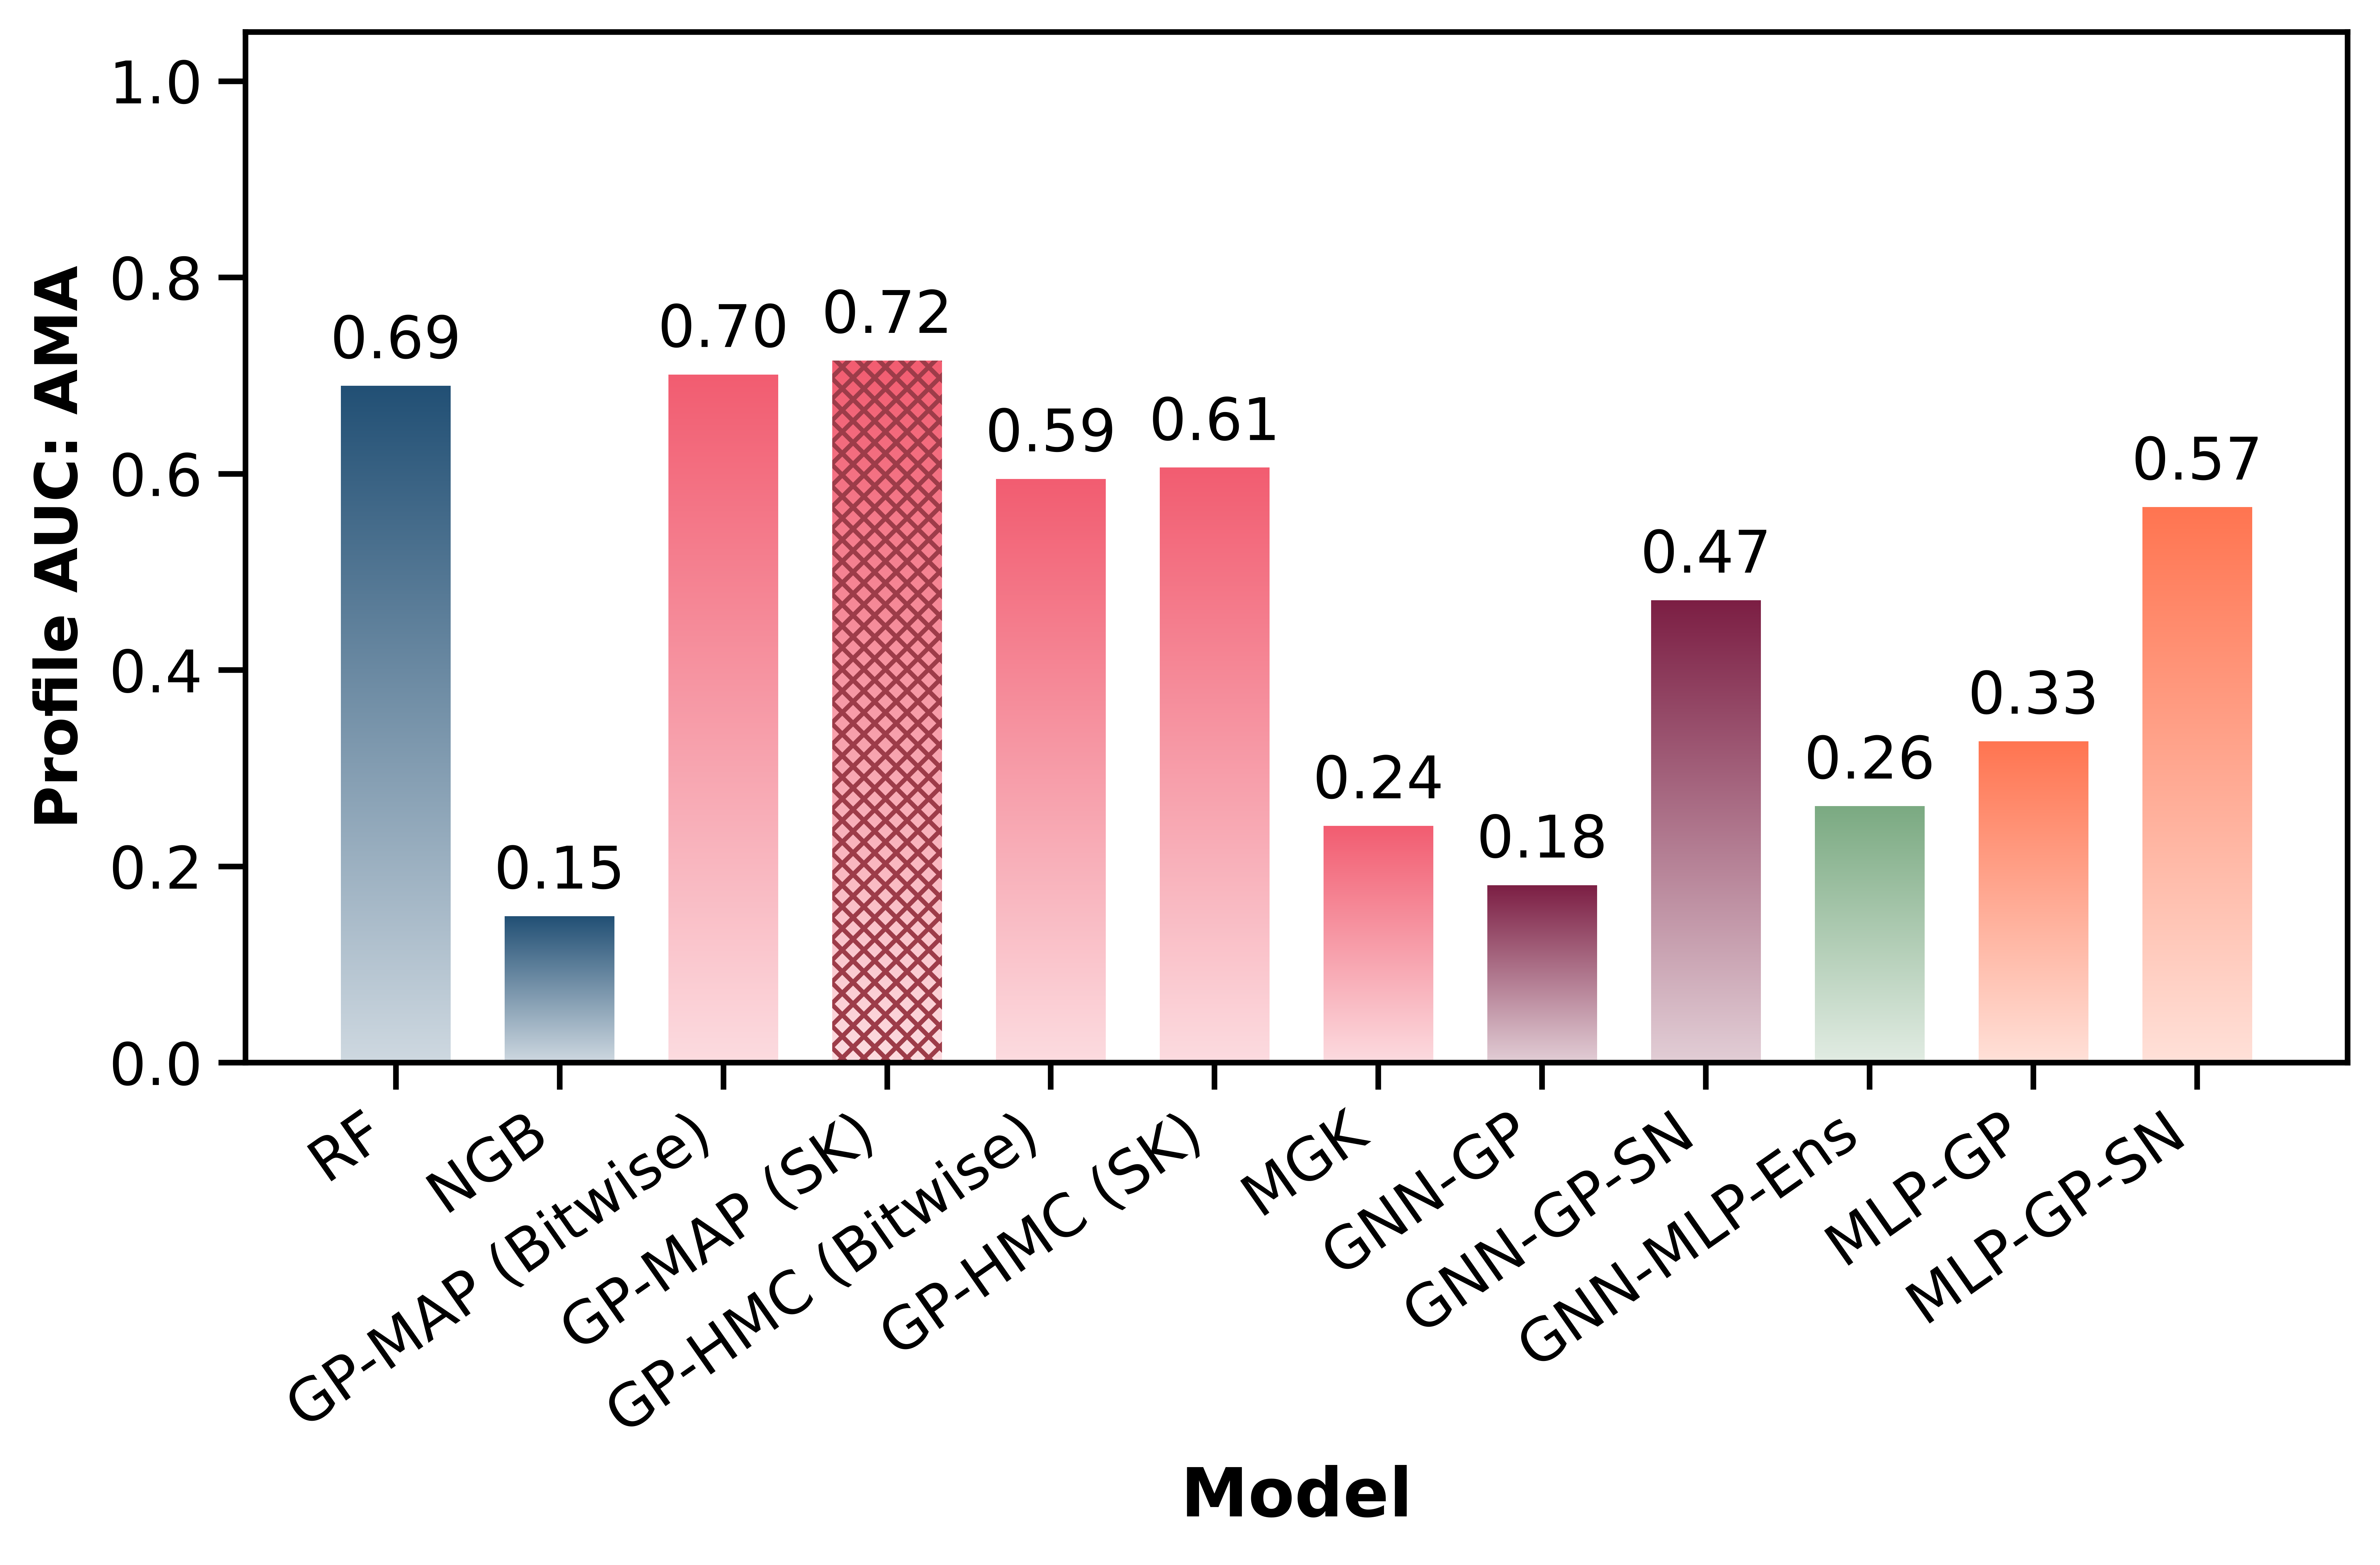 Profile AUC: AMA
1.0
0.8
0.6
0.4
0.2
0.0
0.69
0.15
0.70
0.72
0.59
0.61
0.24
0.18
0.47
0.26
0.33
0.57
RF
NGB
GP-MAP (Bitwise)
GP-MAP (SK)
GP-HMC (Bitwise)
GP-HMC (SK)
MGK
GNN-GP
GNN-GP-SN
GNN-MLP-Ens
MLP-GP
MLP-GP-SN
Model